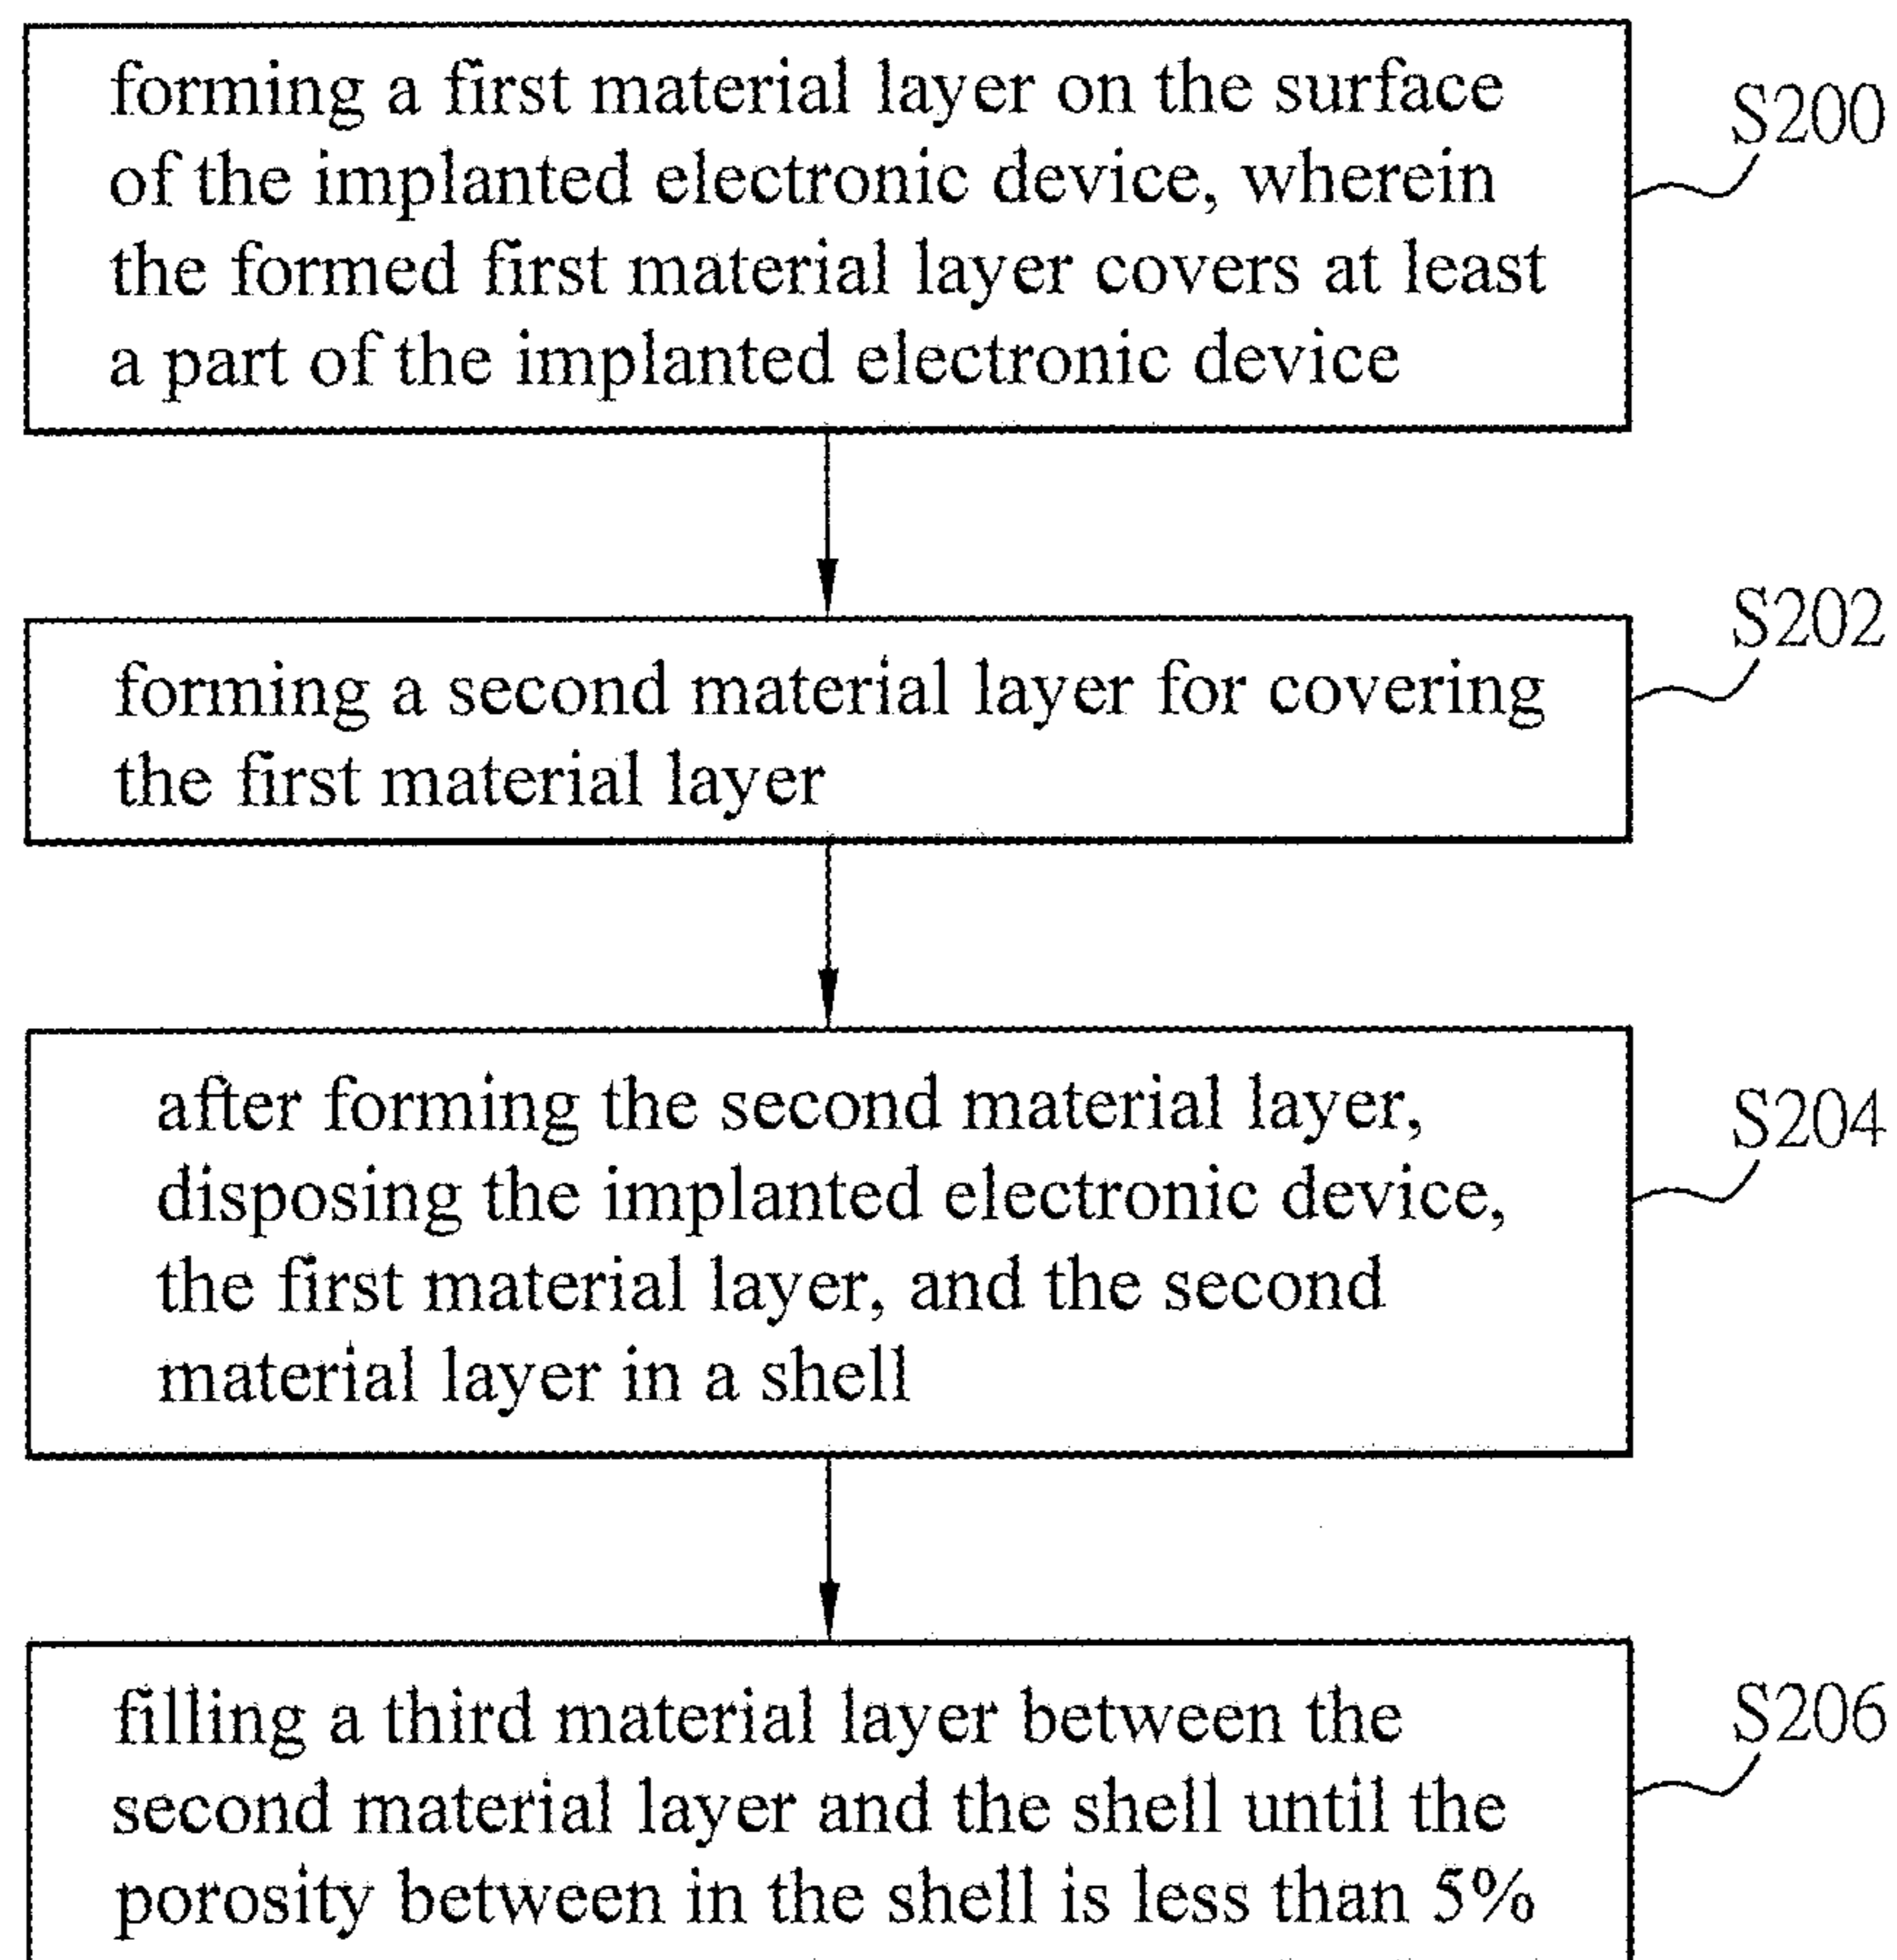 forming a first material layer on the surface
of the implanted electronic device, wherein
the formed first material layer covers at least
a part of the implanted electronic device
S200
forming a second material layer for covering
the first material layer
S202
after forming the second material layer,
disposing the implanted electronic device,
the first material layer, and the second
material layer in a shell
S204
filling a third material layer between the
second material layer and the shell until the
porosity between in the shell is less than 5%
S206